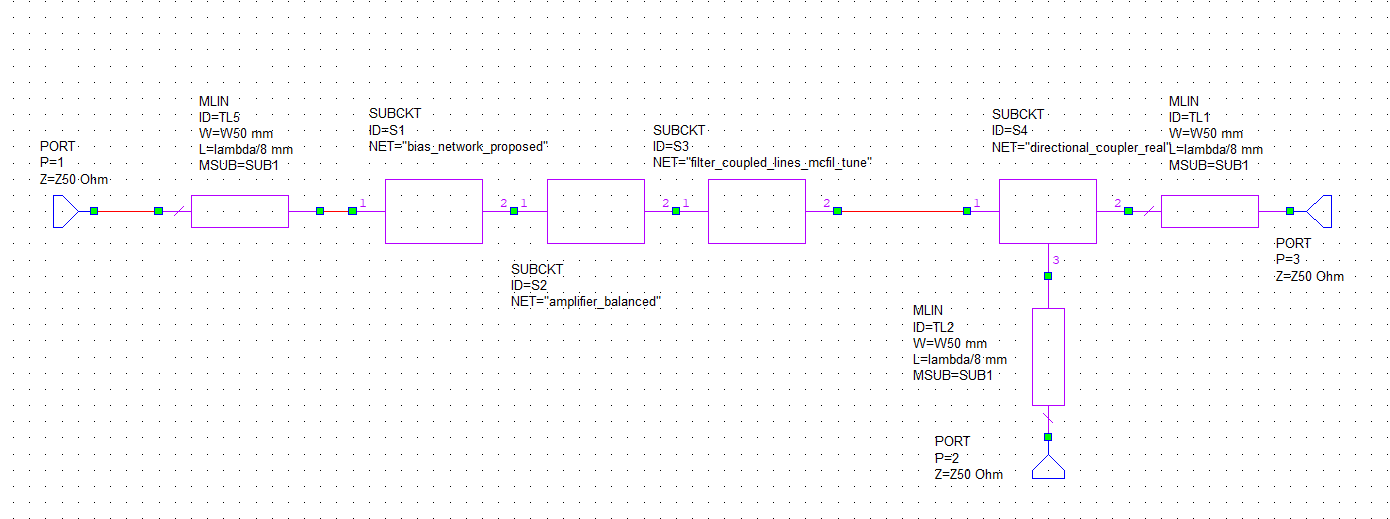 PORT
P=1
Z=Z50 Ohm
MLIN
ID=TL5
W=W50 mm
L=lambda/8 mm
MSUB=SUB1
SUBCKT
ID=S1
NET="bias_network_proposed"
1
2
SUBCKT
ID=S2
NET="amplifier_balanced"
1
2
SUBCKT
ID=S3
NET="filter_coupled_lines_mcfil_tune"
1
2
SUBCKT
ID=S4
NET="directional_coupler_real"
1
2
3
MLIN
ID=TL1
W=W50 mm
L=lambda/8 mm
MSUB=SUB1
PORT
P=3
Z=Z50 Ohm
MLIN
ID=TL2
W=W50 mm
L=lambda/8 mm
MSUB=SUB1
PORT
P=2
Z=Z50 Ohm